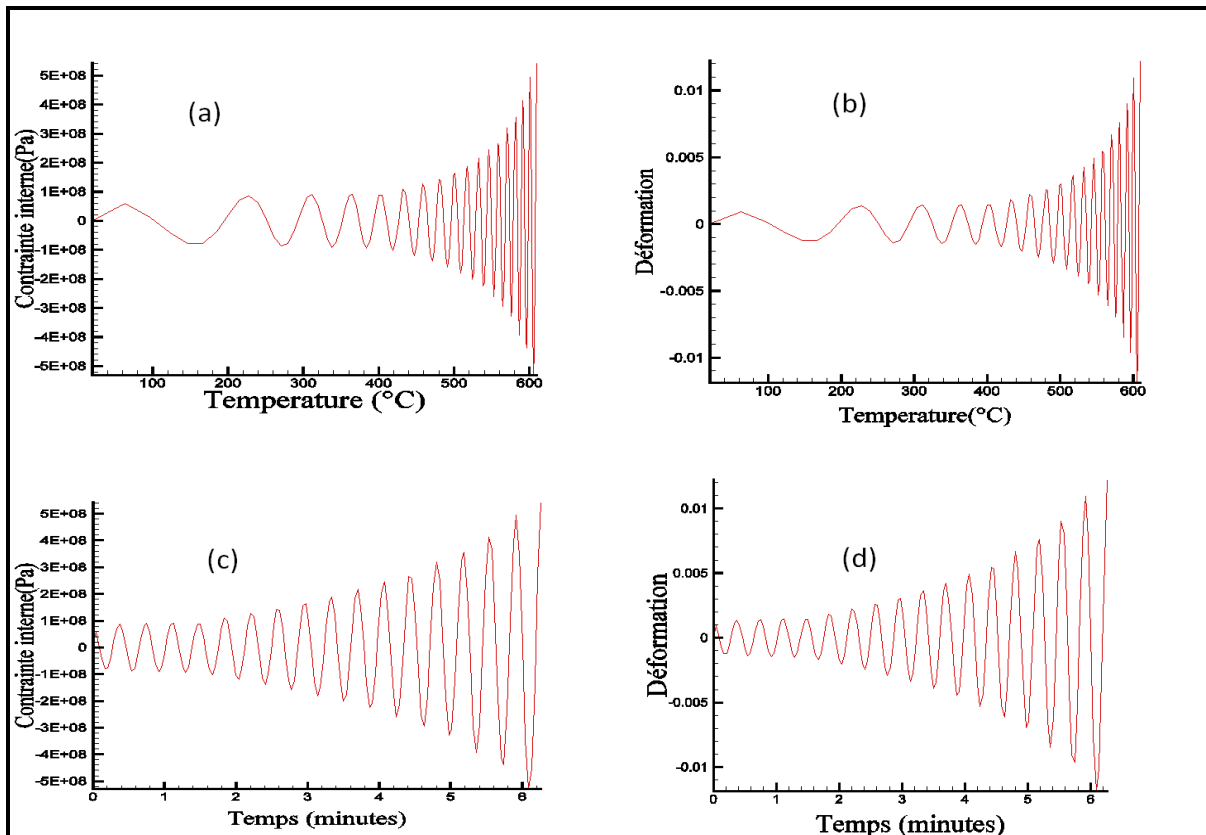 (a)
Contrainte interne(Pa)
5E+08
4E+08
3E+08
2E+08
1E+08
0
-1E+08
-2E+08
-3E+08
-4E+08
-5E+08
100 200 300 400 500 600
Temperature (°C)
(b)
Déformation
0.01
0.005
0
-0.005
-0.01
100 200 300 400 500 600
Temperature(°C)
(c)
Contrainte interne(Pa)
5E+08
4E+08
3E+08
2E+08
1E+08
0
-1E+08
-2E+08
-3E+08
-4E+08
-5E+08
0 1 2 3 4 5 6
Temps (minutes)
(d)
Déformation
0.01
0.005
0
-0.005
-0.01
0 1 2 3 4 5 6
Temps (minutes)